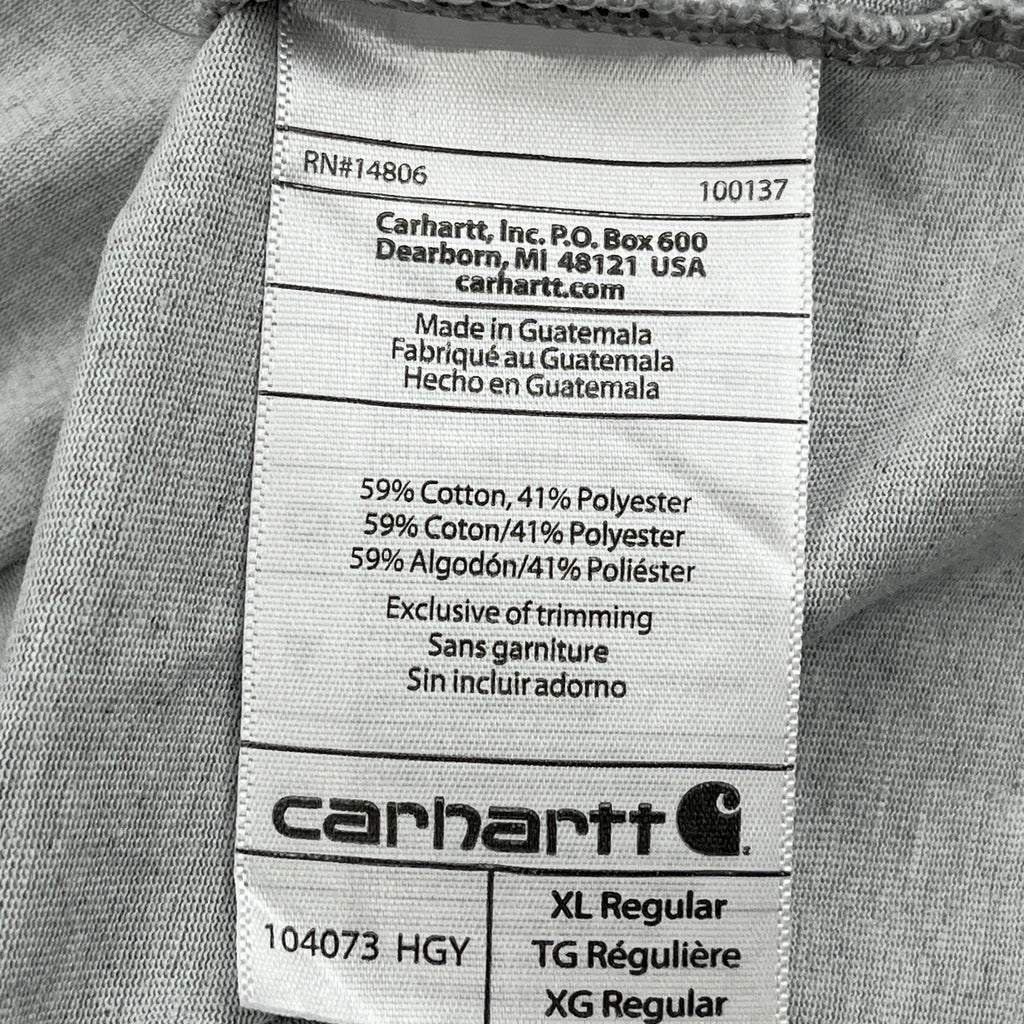 RN#14806 100137
Carhartt, Inc. P.O. Box 600
Dearborn, MI 48121 USA
carhartt.com
Made in Guatemala
Fabriqué au Guatemala
Hecho en Guatemala
59% Cotton, 41% Polyester
59% Coton/41% Polyester
59% Algodón/41% Poliéster
Exclusive of trimming
Sans garniture
Sin incluir adorno
carhartt
104073 HGY
XL Regular
TG Régulière
XG Regular